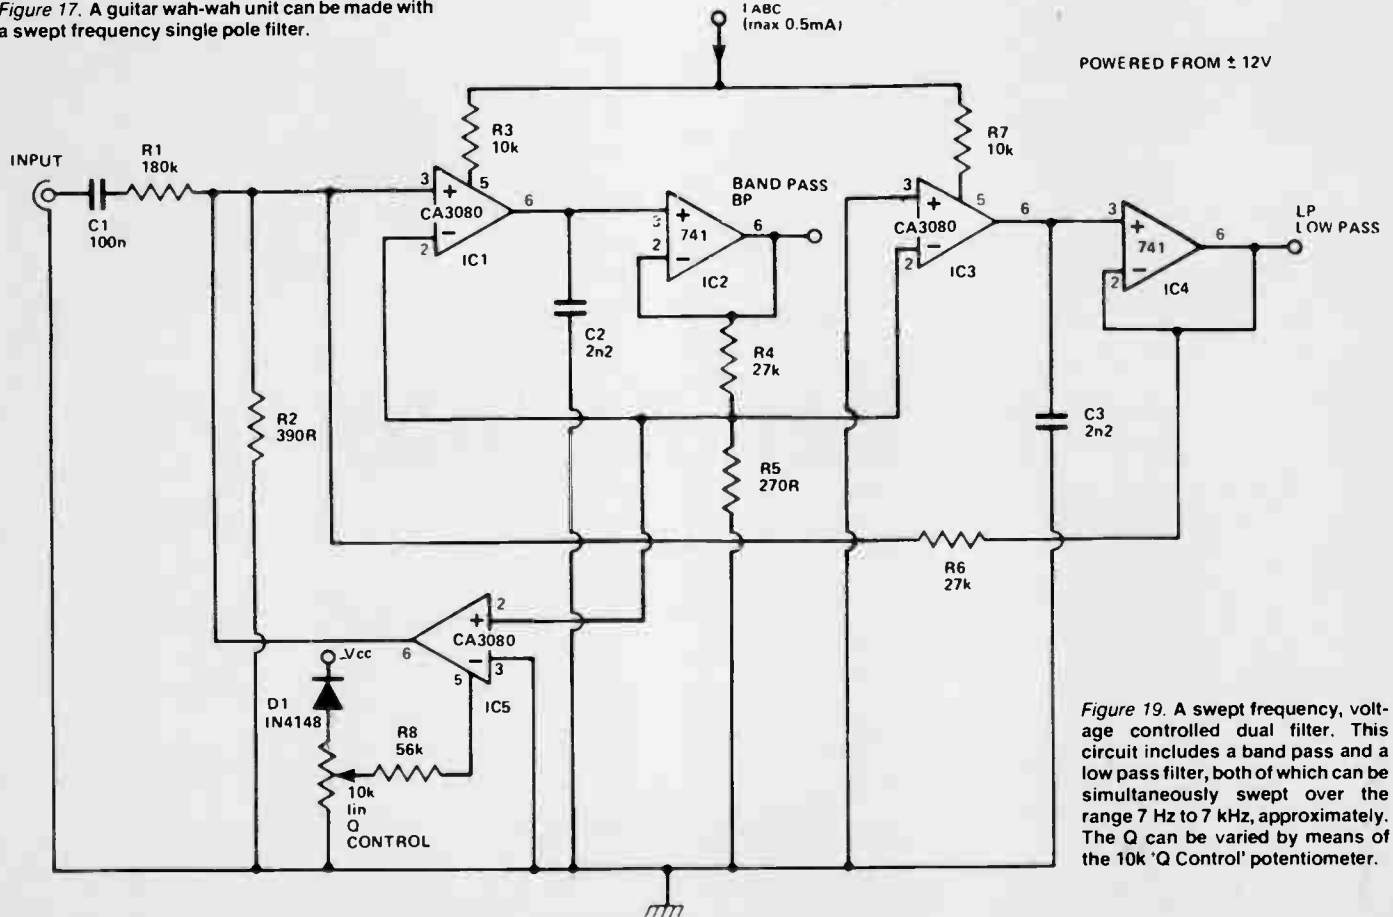 Figure 17. A guitar wah-wah unit can be made with
a swept frequency single pole filter.
I ABC
(max 0.5mA)
POWERED FROM ± 12V
INPUT
C1
100n
R1
180k
R2
390R
R3
10k
3
+
5
CA3080
6
−
2
IC1
C2
2n2
3
+
741
6
2
−
IC2
BAND PASS
BP
R4
27k
R5
270R
R7
10k
3
+
5
CA3080
6
−
2
IC3
3
+
741
6
−
2
IC4
LP
LOW PASS
C3
2n2
R6
27k
2
+
CA3080
6
−
3
5
IC5
−Vcc
D1
IN4148
R8
56k
10k
lin
Q
CONTROL
Figure 19. A swept frequency, volt-
age controlled dual filter. This
circuit includes a band pass and a
low pass filter, both of which can be
simultaneously swept over the
range 7 Hz to 7 kHz, approximately.
The Q can be varied by means of
the 10k 'Q Control' potentiometer.